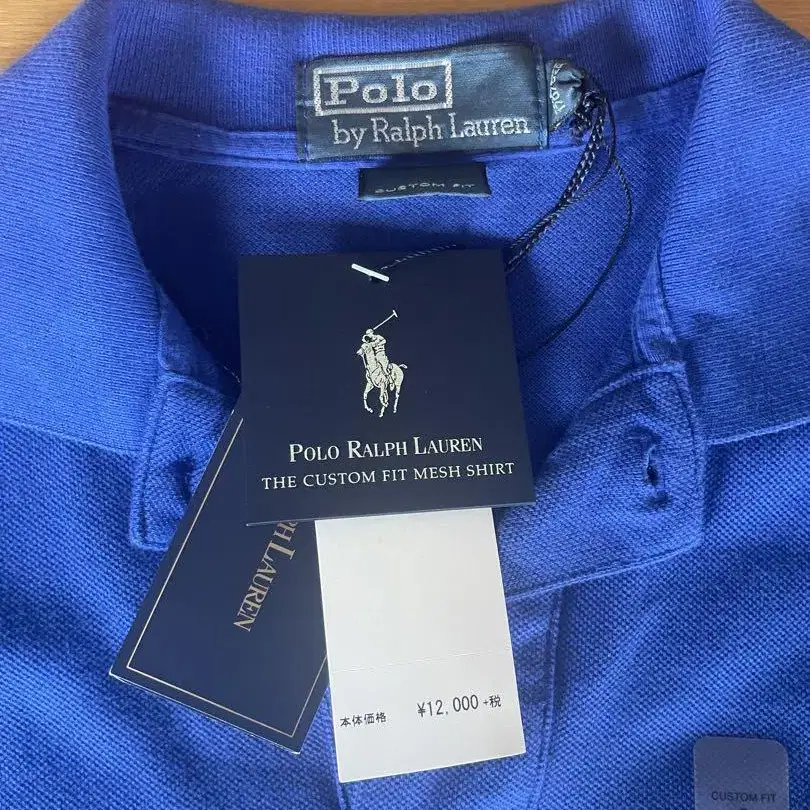 Polo
by Ralph Lauren
CUSTOM FIT
POLO RALPH LAUREN
THE CUSTOM FIT MESH SHIRT
LAUREN
本体価格 ¥12,000+税
CUSTOM FIT